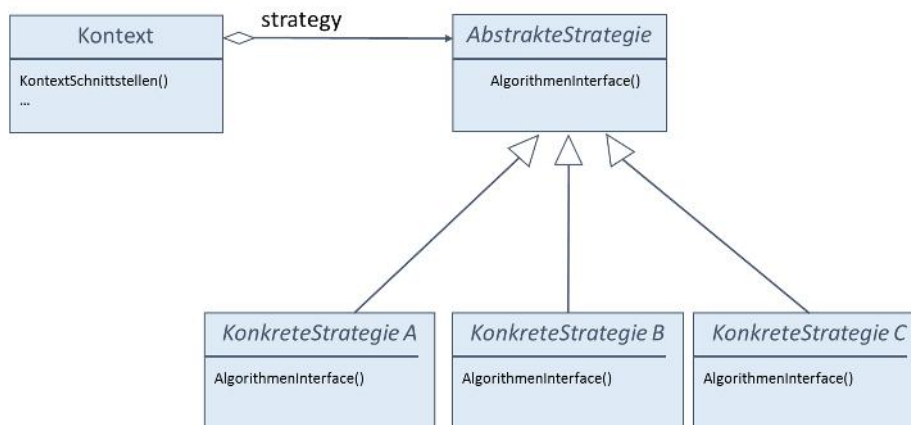 strategy
Kontext
AbstrakteStrategie
KontextSchnittstellen()
...
AlgorithmenInterface()
KonkreteStrategie A
KonkreteStrategie B
KonkreteStrategie C
AlgorithmenInterface()
AlgorithmenInterface()
AlgorithmenInterface()